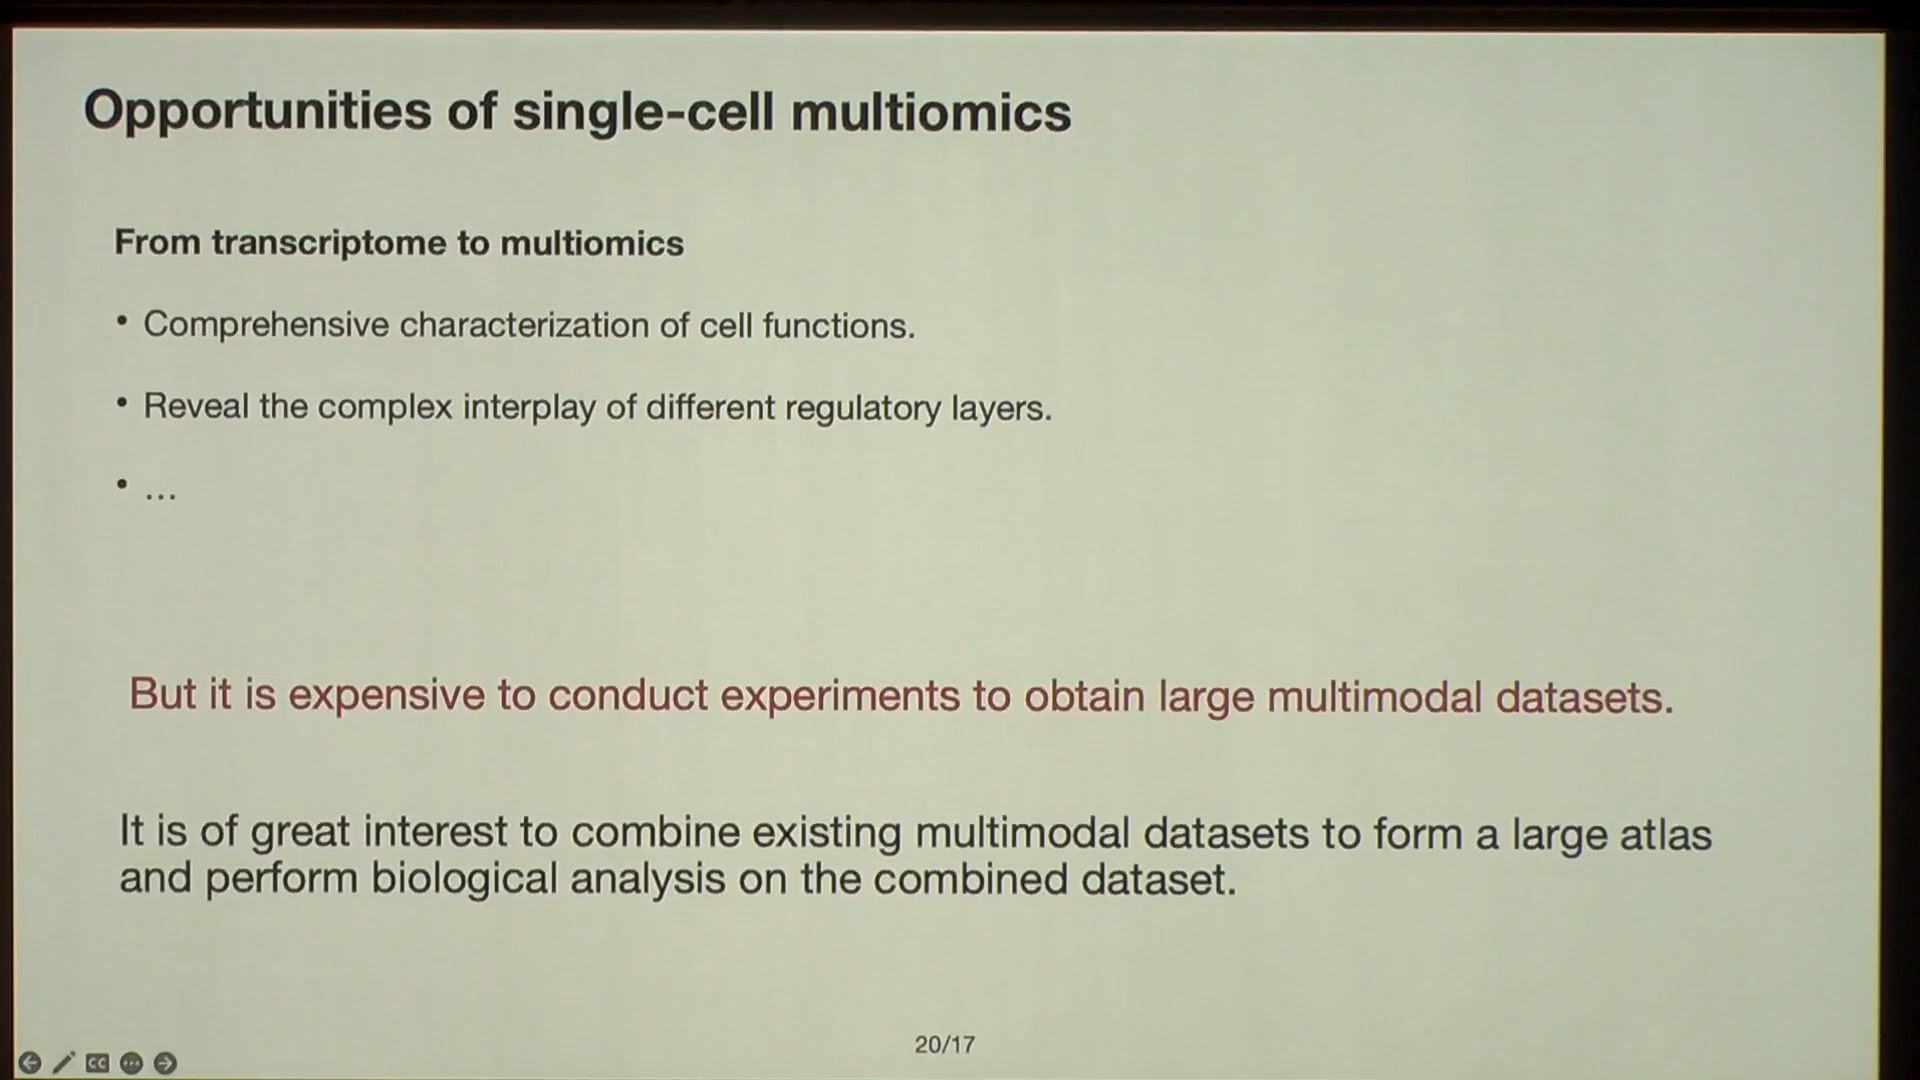 Opportunities of single-cell multiomics
From transcriptome to multiomics
• Comprehensive characterization of cell functions.
• Reveal the complex interplay of different regulatory layers.
• ...
But it is expensive to conduct experiments to obtain large multimodal datasets.
It is of great interest to combine existing multimodal datasets to form a large atlas
and perform biological analysis on the combined dataset.
20/17
CC